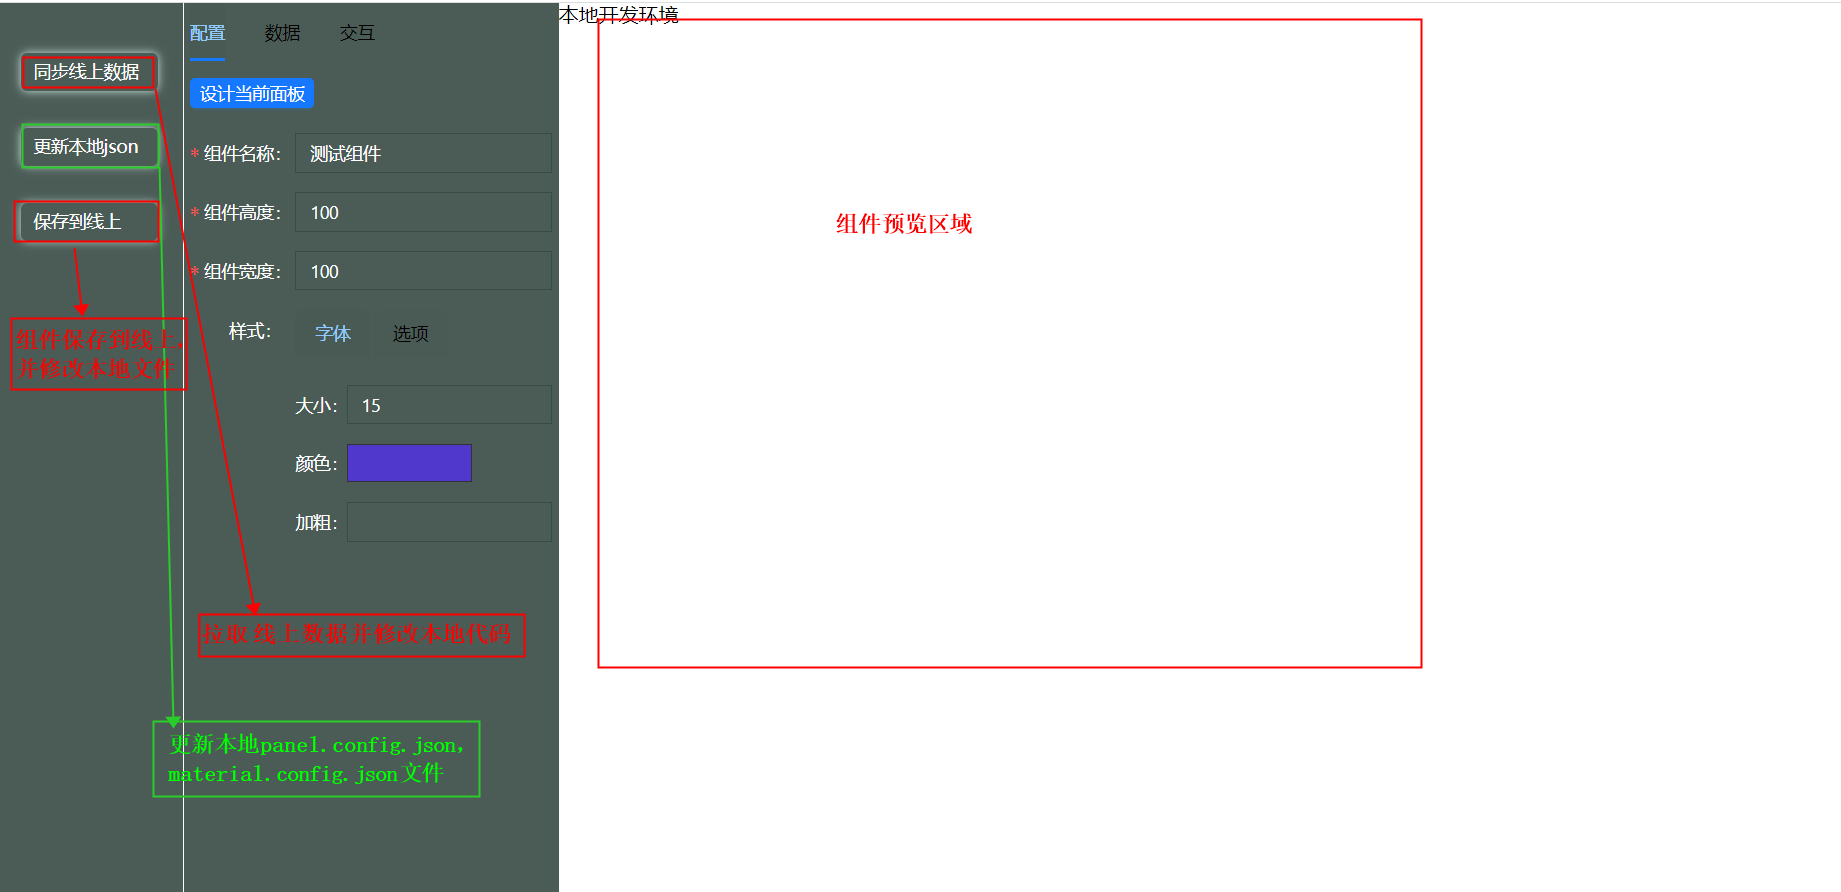 本地开发环境
配置 数据 交互
同步线上数据
设计当前面板
更新本地json
* 组件名称： 测试组件
* 组件高度： 100
保存到线上
组件预览区域
* 组件宽度： 100
样式： 字体 选项
组件保存到线上，
并修改本地文件
大小： 15
颜色：
加粗：
拉取线上数据并修改本地代码
更新本地panel.config.json,
material.config.json文件